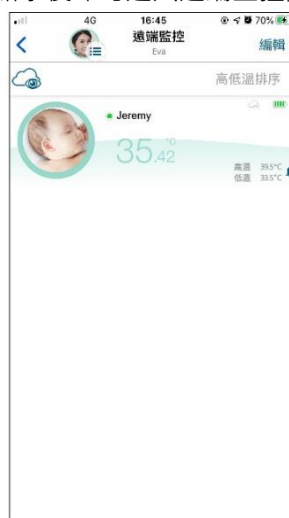 4G 16:45 70%
遠端監控
Eva
編輯
高低溫排序
Jeremy
35.42 °C
高溫 39.5°C
低溫 33.5°C